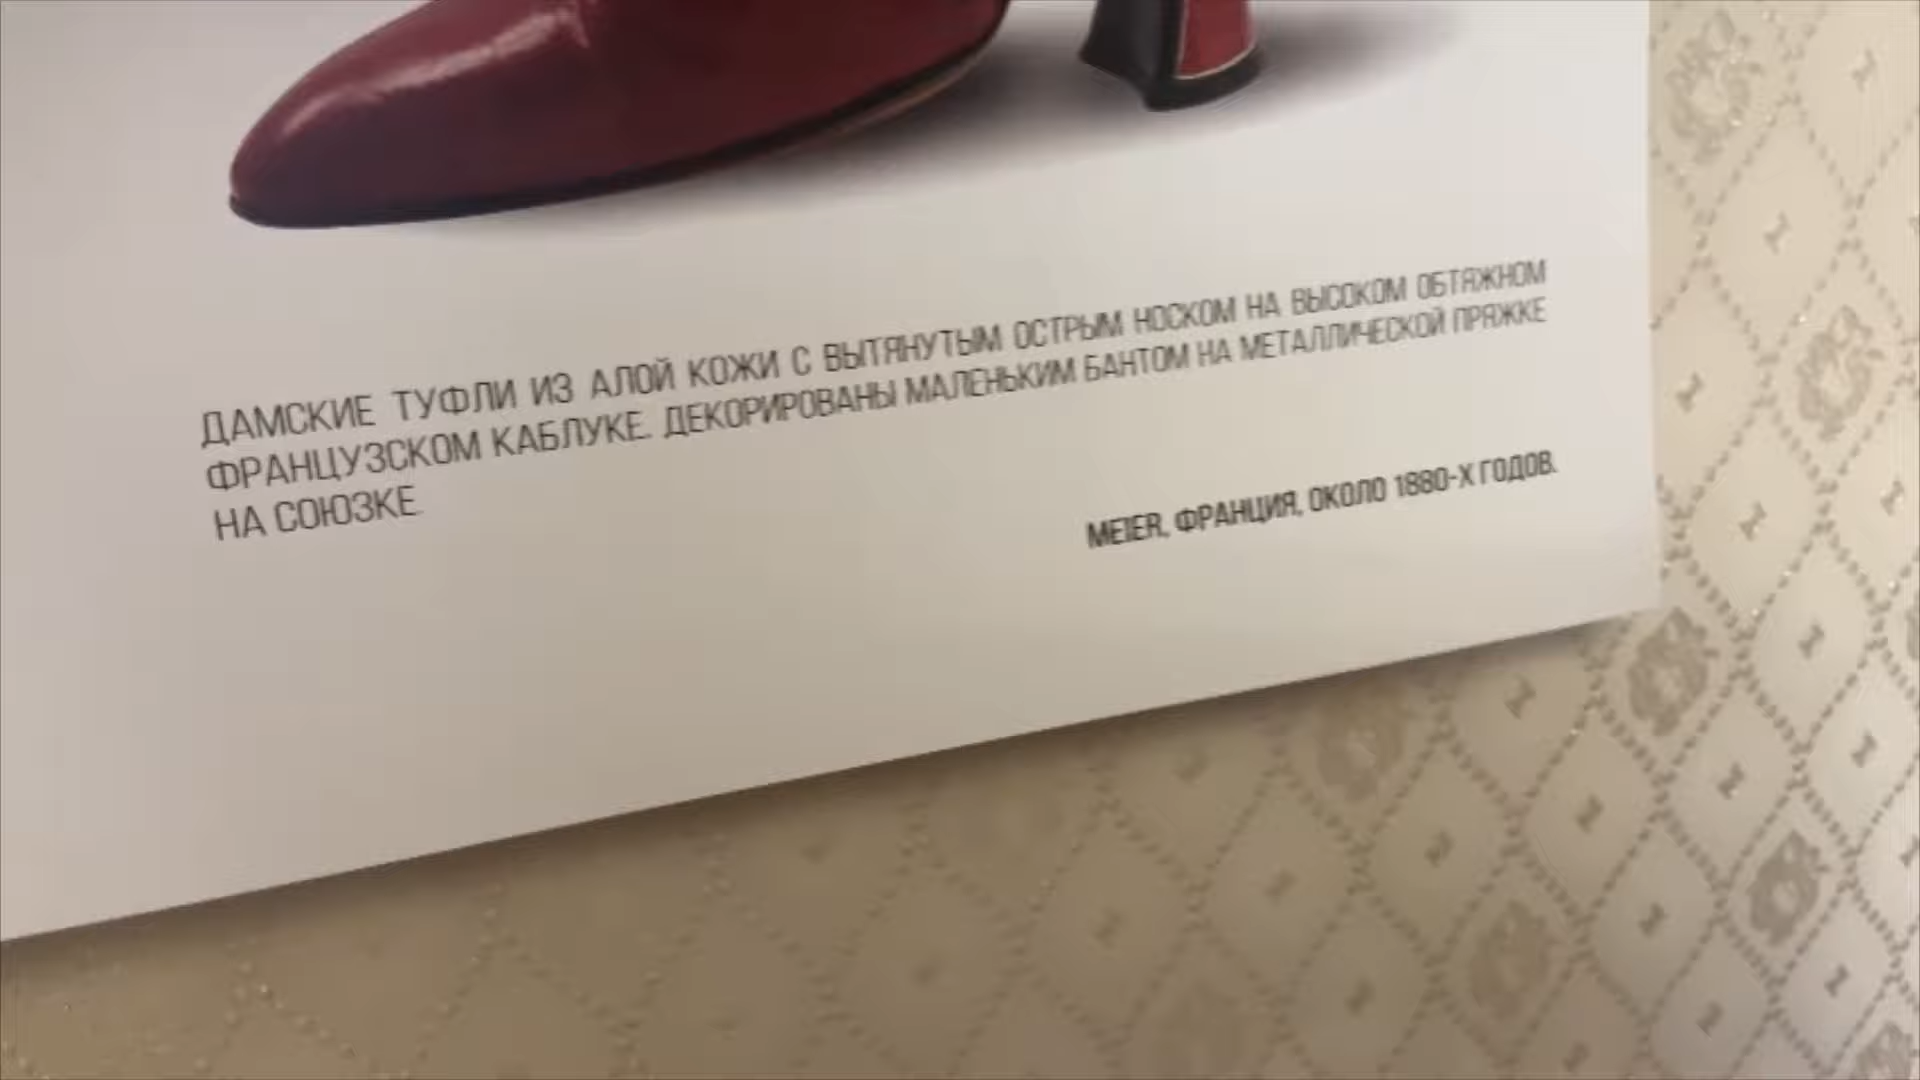 ДАМСКИЕ ТУФЛИ ИЗ АЛОЙ КОЖИ С ВЫТЯНУТЫМ ОСТРЫМ НОСКОМ НА ВЫСОКОМ ОБТЯЖНОМ
ФРАНЦУЗСКОМ КАБЛУКЕ. ДЕКОРИРОВАНЫ МАЛЕНЬКИМ БАНТОМ НА МЕТАЛЛИЧЕСКОЙ ПРЯЖКЕ
НА СОЮЗКЕ.
MEIER, ФРАНЦИЯ, ОКОЛО 1880-Х ГОДОВ.